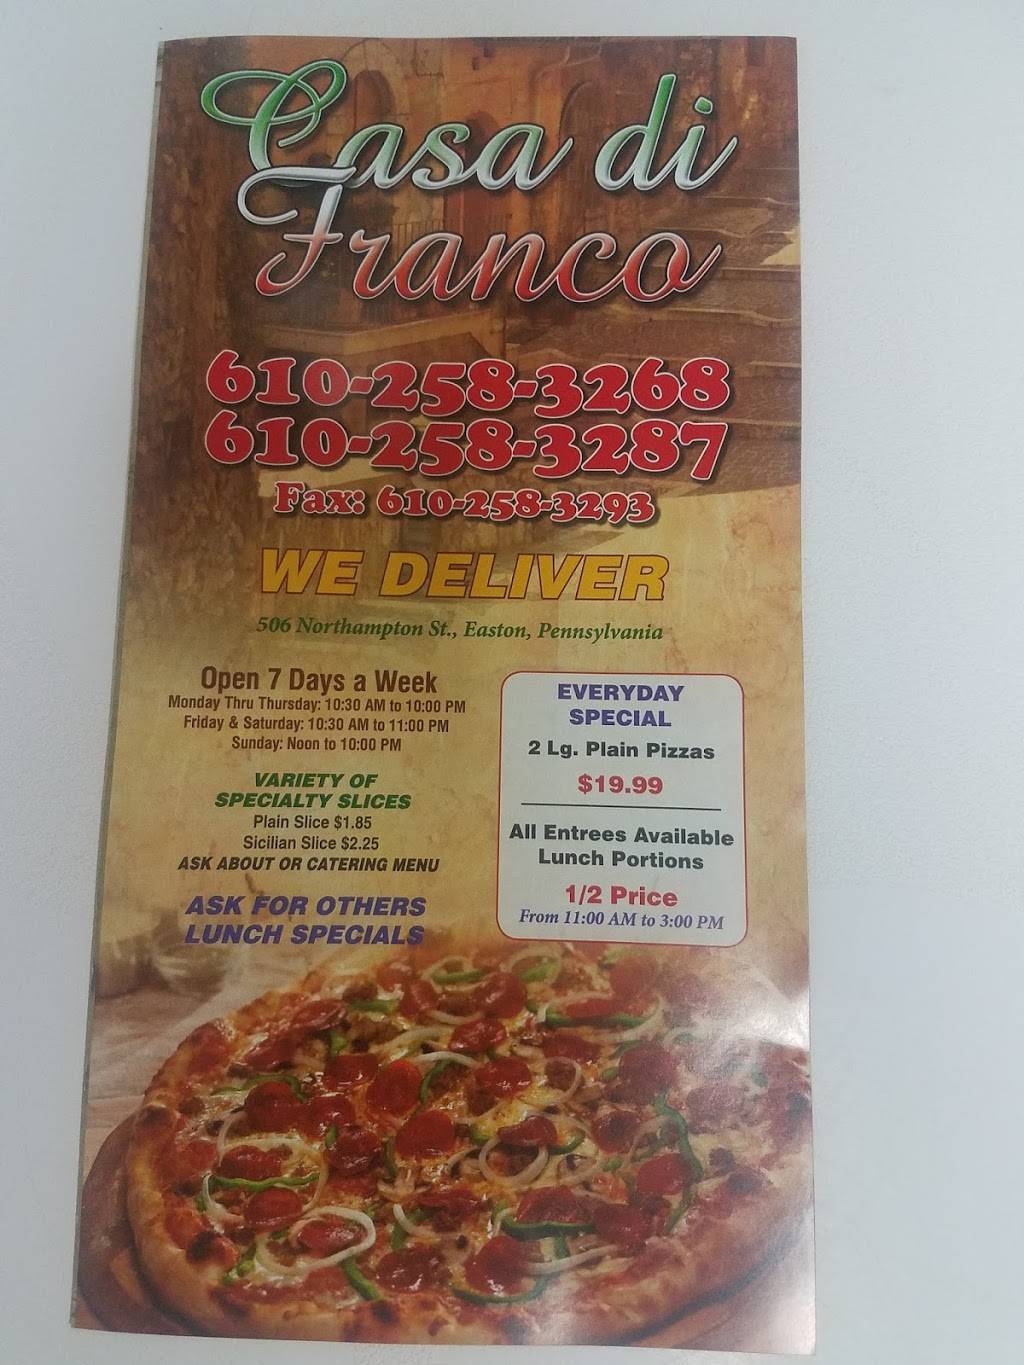 Casa di
Franco
610-258-3268
610-258-3287
Fax: 610-258-3293
WE DELIVER
506 Northampton St., Easton, Pennsylvania
Open 7 Days a Week
Monday Thru Thursday: 10:30 AM to 10:00 PM
Friday & Saturday: 10:30 AM to 11:00 PM
Sunday: Noon to 10:00 PM
VARIETY OF
SPECIALTY SLICES
Plain Slice $1.85
Sicilian Slice $2.25
ASK ABOUT OR CATERING MENU
ASK FOR OTHERS
LUNCH SPECIALS
EVERYDAY
SPECIAL
2 Lg. Plain Pizzas
$19.99
All Entrees Available
Lunch Portions
1/2 Price
From 11:00 AM to 3:00 PM